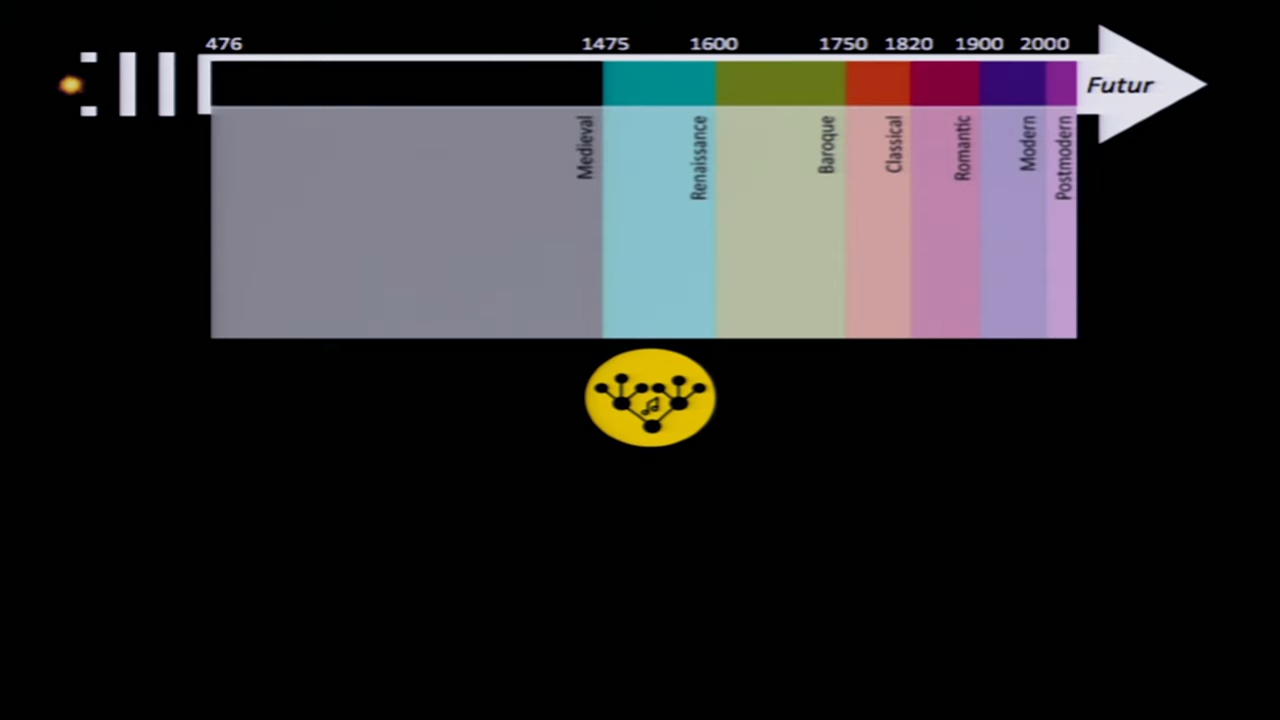 476 1475 1600 1750 1820 1900 2000
Futur
Medieval
Renaissance
Baroque
Classical
Romantic
Modern
Postmodern